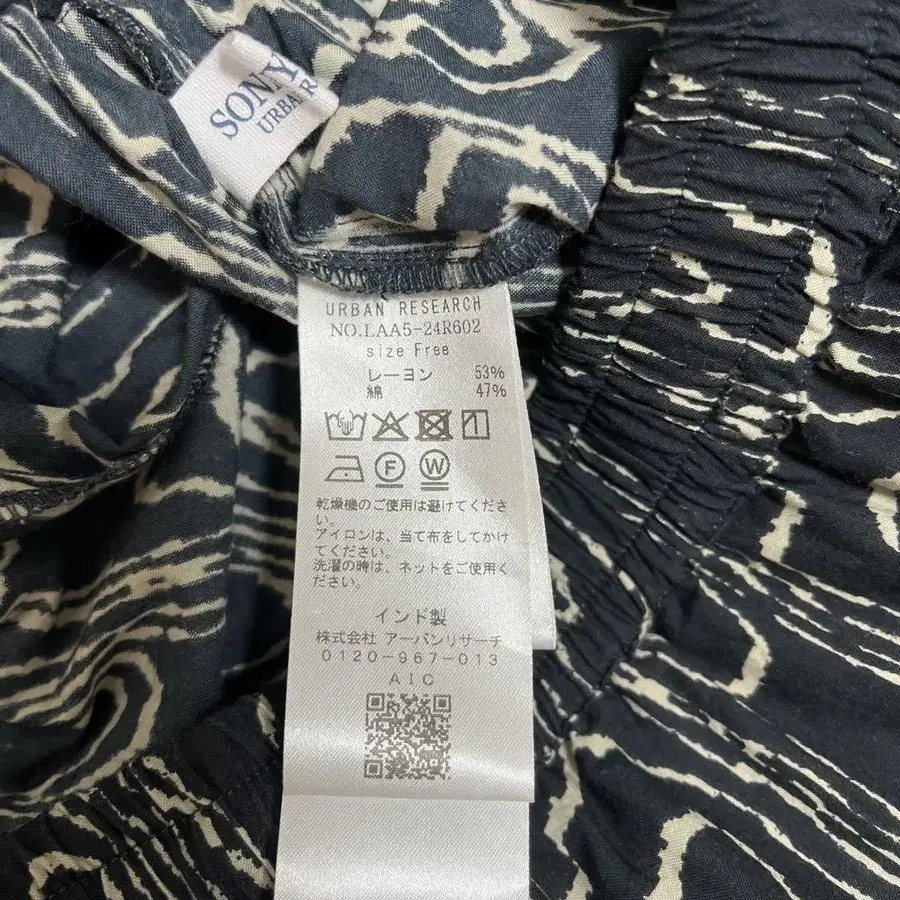 SONNY
URBAN R
URBAN RESEARCH
NO.LAA5-24R602
size Free
レーヨン 53%
綿 47%
F W
乾燥機のご使用は避けてくださ
い。
アイロンは、当て布をしてかけ
てください。
洗濯の時は、ネットをご使用く
ださい。
インド製
株式会社 アーバンリサーチ
0120-967-013
AIC